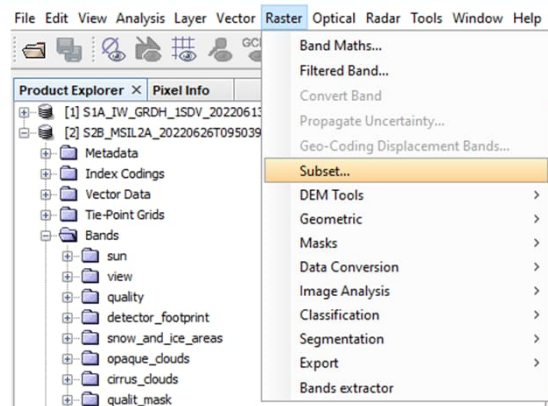 File Edit View Analysis Layer Vector Raster Optical Radar Tools Window Help
GCP
Product Explorer × Pixel Info
[1] S1A_IW_GRDH_1SDV_20220613
[2] S2B_MSIL2A_20220626T095039
Metadata
Index Codings
Vector Data
Tie-Point Grids
Bands
sun
view
quality
detector_footprint
snow_and_ice_areas
opaque_clouds
cirrus_clouds
qualit_mask
Band Maths...
Filtered Band...
Convert Band
Propagate Uncertainty...
Geo-Coding Displacement Bands...
Subset...
DEM Tools
Geometric
Masks
Data Conversion
Image Analysis
Classification
Segmentation
Export
Bands extractor